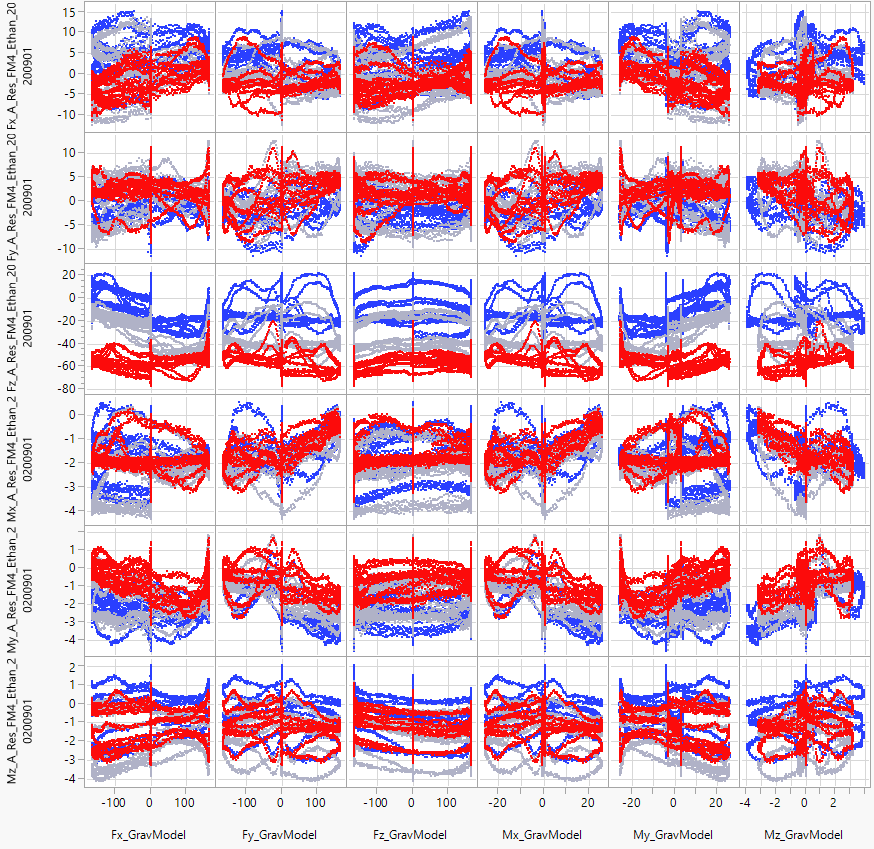 Fx_A_Res_FM4_Ethan_20
200901
15
10
5
0
-5
-10
Fy_A_Res_FM4_Ethan_20
200901
10
5
0
-5
-10
Fz_A_Res_FM4_Ethan_20
200901
20
0
-20
-40
-60
-80
Mx_A_Res_FM4_Ethan_2
0200901
0
-1
-2
-3
-4
My_A_Res_FM4_Ethan_2
0200901
1
0
-1
-2
-3
-4
Mz_A_Res_FM4_Ethan_2
0200901
2
1
0
-1
-2
-3
-4
-100 0 100
-100 0 100
-100 0 100
-20 0 20
-20 0 20
-4 -2 0 2
Fx_GravModel
Fy_GravModel
Fz_GravModel
Mx_GravModel
My_GravModel
Mz_GravModel